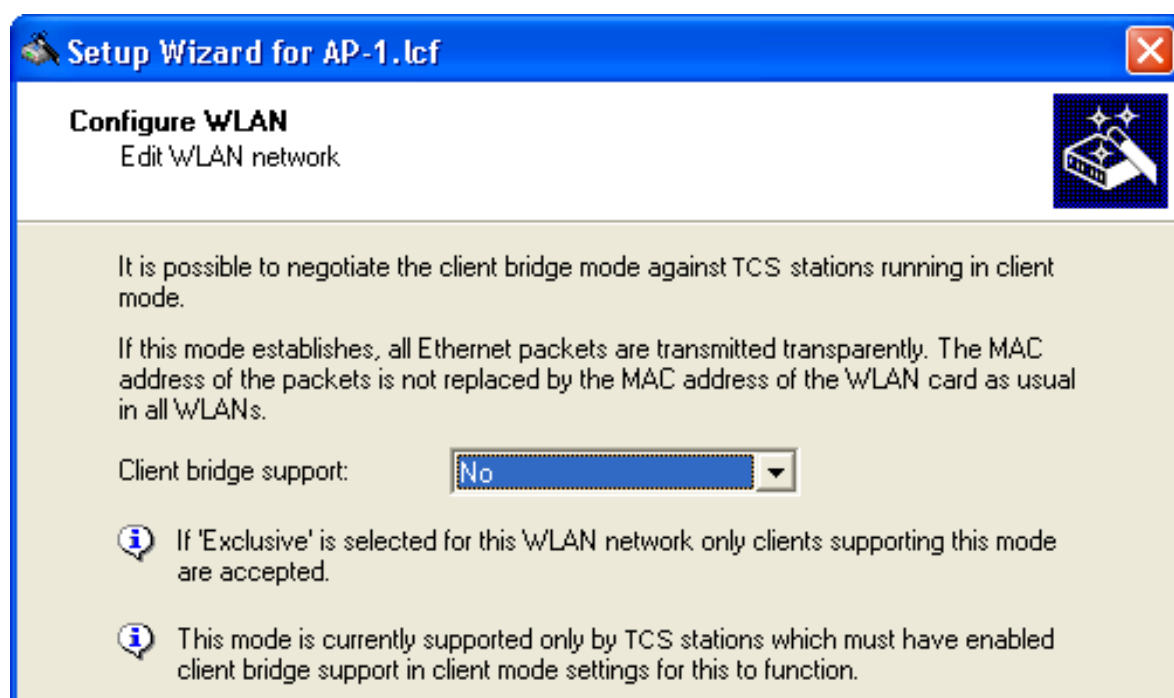 Setup Wizard for AP-1.lcf
Configure WLAN
Edit WLAN network
It is possible to negotiate the client bridge mode against TCS stations running in client
mode.
If this mode establishes, all Ethernet packets are transmitted transparently. The MAC
address of the packets is not replaced by the MAC address of the WLAN card as usual
in all WLANs.
Client bridge support: No
If 'Exclusive' is selected for this WLAN network only clients supporting this mode
are accepted.
This mode is currently supported only by TCS stations which must have enabled
client bridge support in client mode settings for this to function.